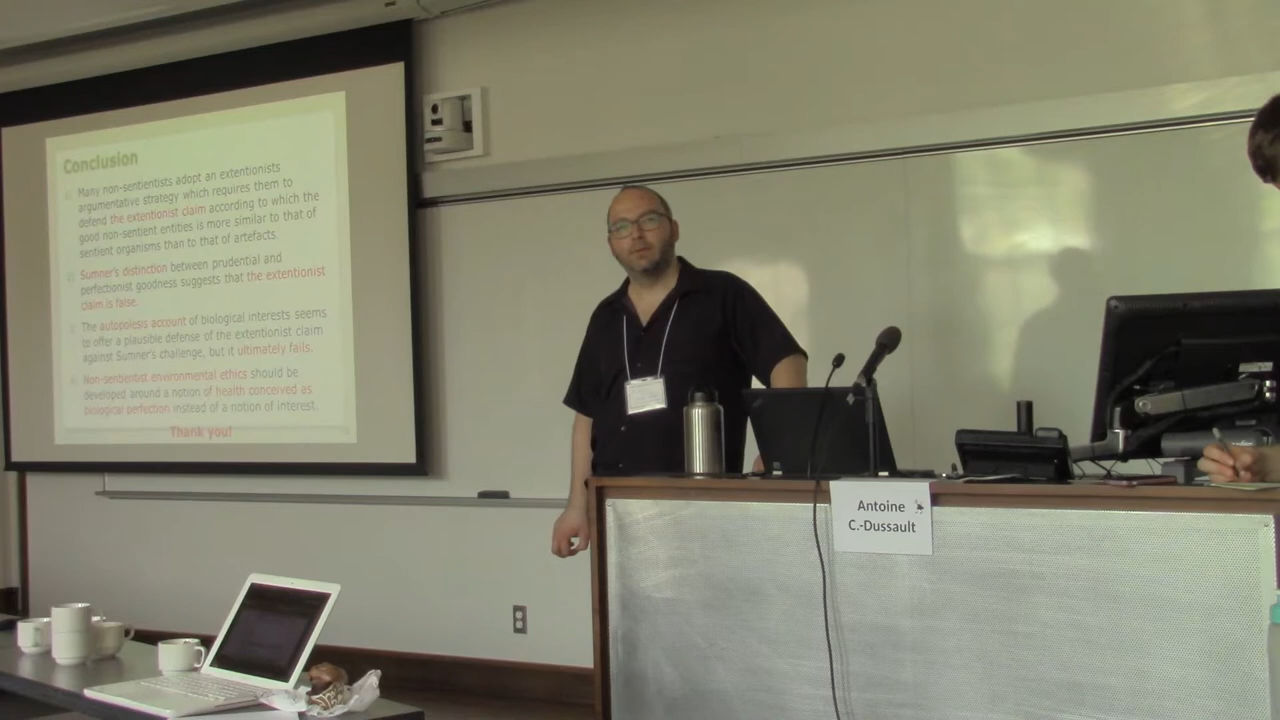 Conclusion
Many non-sentientists adopt an extentionists
argumentative strategy which requires them to
defend the extentionist claim according to which the
good non-sentient entities is more similar to that of
sentient organisms than to that of artefacts.
Sumner's distinction between prudential and
perfectionist goodness suggests that the extentionist
claim is false.
The autopoiesis account of biological interests seems
to offer a plausible defense of the extentionist claim
against Sumner's challenge, but it ultimately fails.
Non-sentientist environmental ethics should be
developed around a notion of health conceived as
biological perfection instead of a notion of interest.
Thank you!
Antoine
C.-Dussault